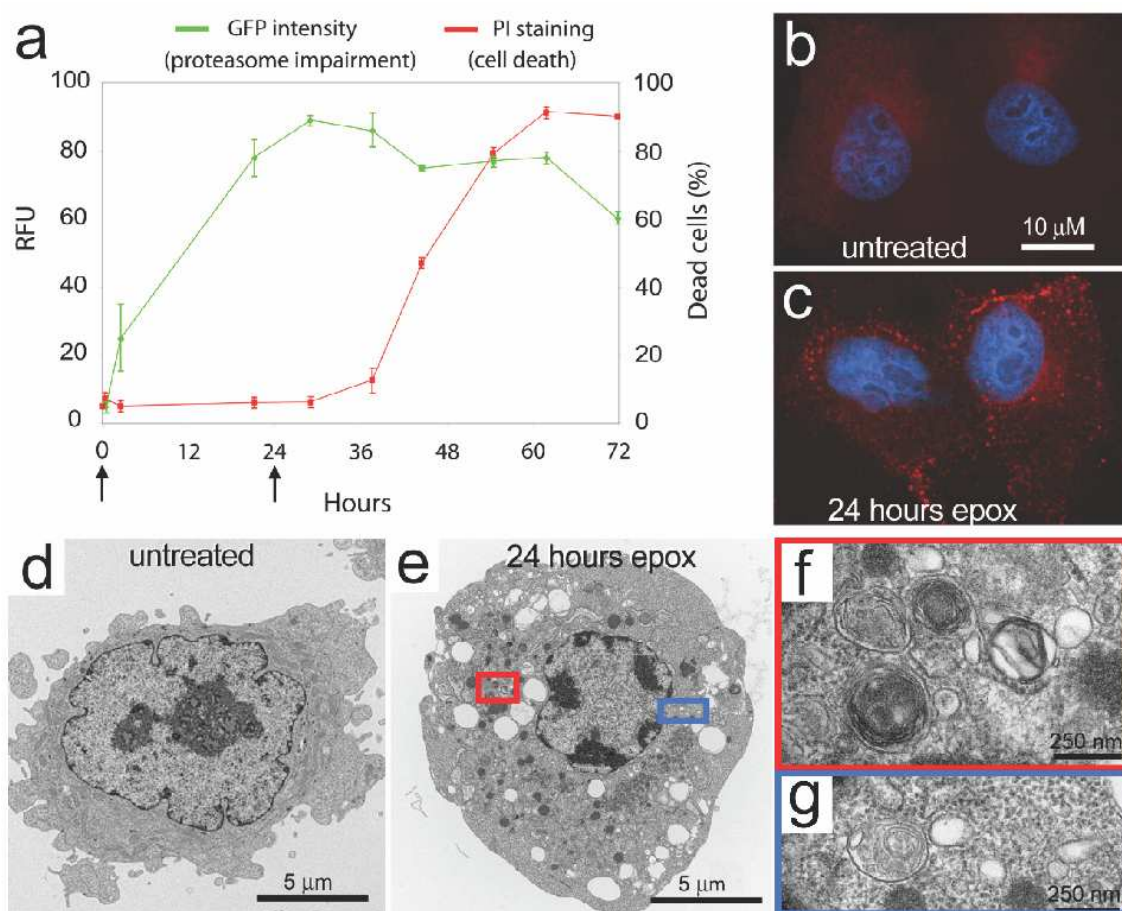 a
GFP intensity
(proteasome impairment)
PI staining
(cell death)
100
80
60
40
20
0
RFU
100
80
60
40
20
0
Dead cells (%)
0 12 24 36 48 60 72
Hours
b
untreated
10 μM
c
24 hours epox
d
untreated
5 μm
e
24 hours epox
5 μm
f
250 nm
g
250 nm